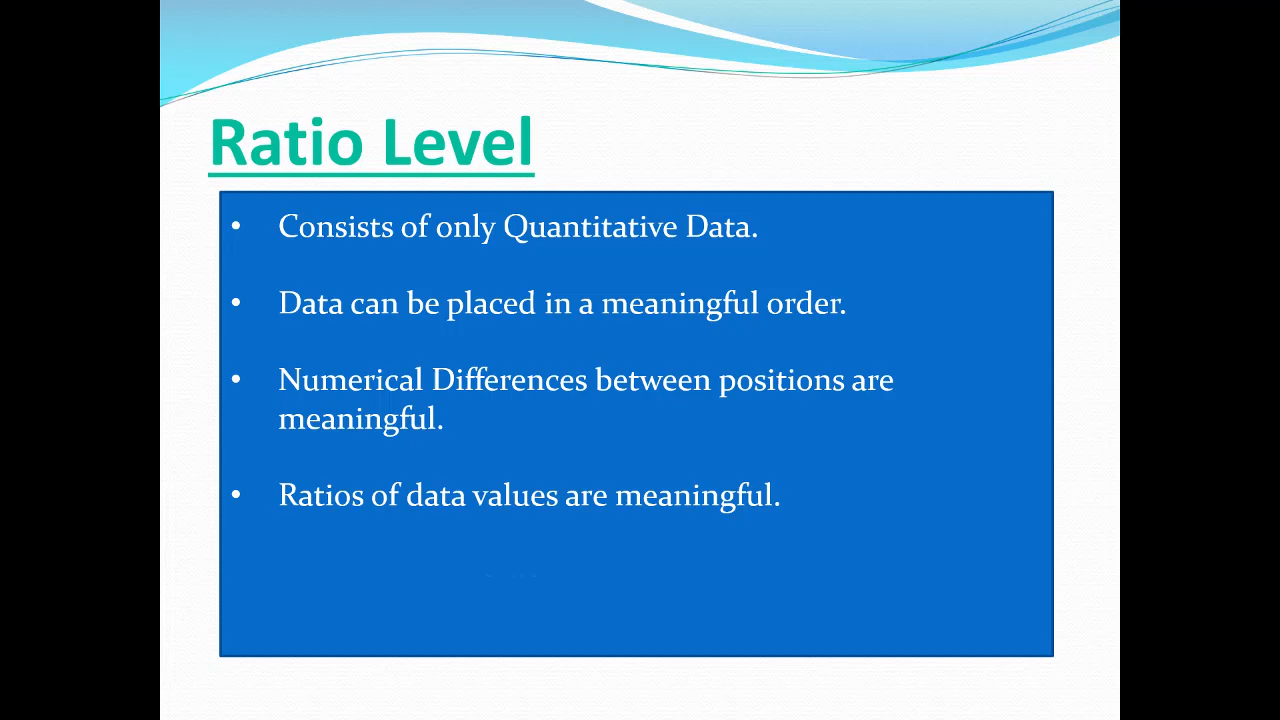 Ratio Level
• Consists of only Quantitative Data.
• Data can be placed in a meaningful order.
• Numerical Differences between positions are
meaningful.
• Ratios of data values are meaningful.